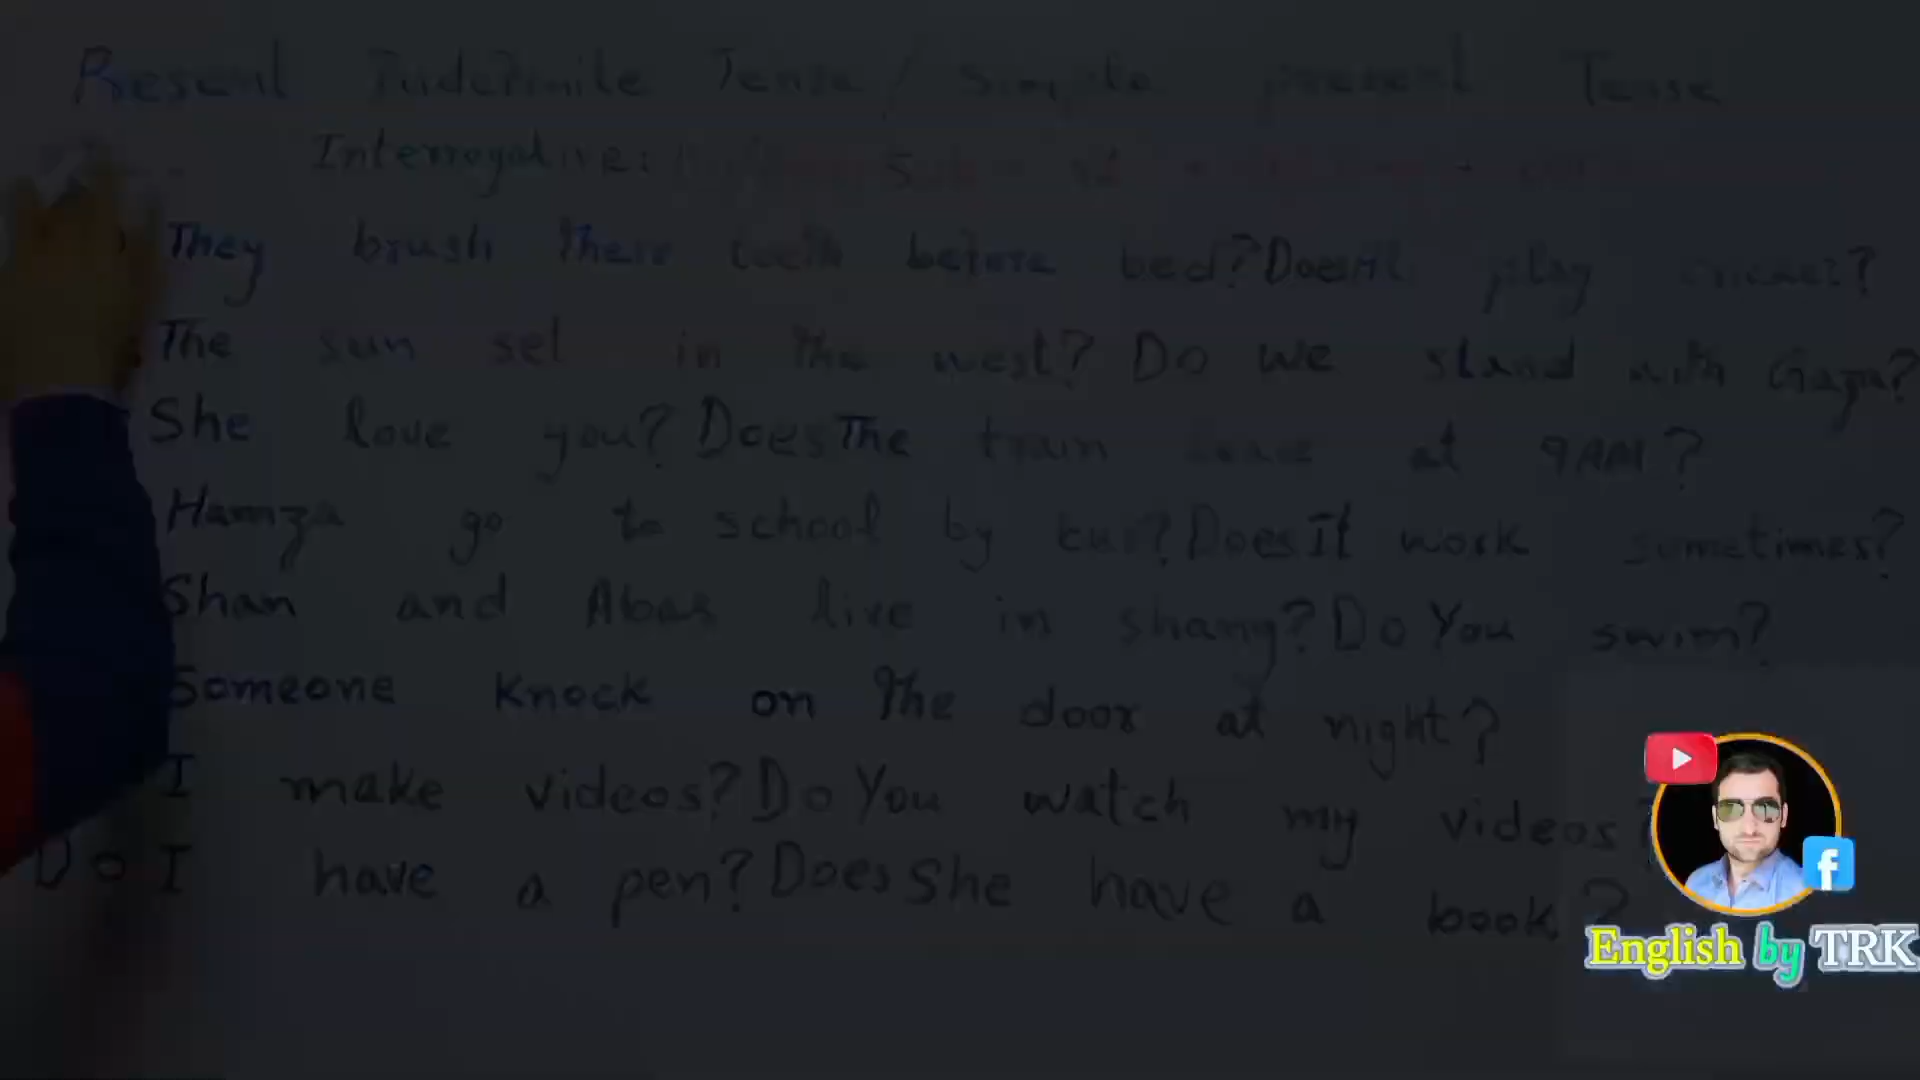 Present Indefinite Tense / Simple present Tense
Interrogative: Sub
They brush their teeth before bed? Does it play cricket?
The sun set in the west? Do we stand with Gaza?
She love you? Does The train leave at 9AM?
Hamza go to school by bus? Does It work sometimes?
Shan and Abas live in shang? Do You swim?
Someone knock on the door at night?
I make videos? Do You watch my videos?
Do I have a pen? Does She have a book?
English by TRK